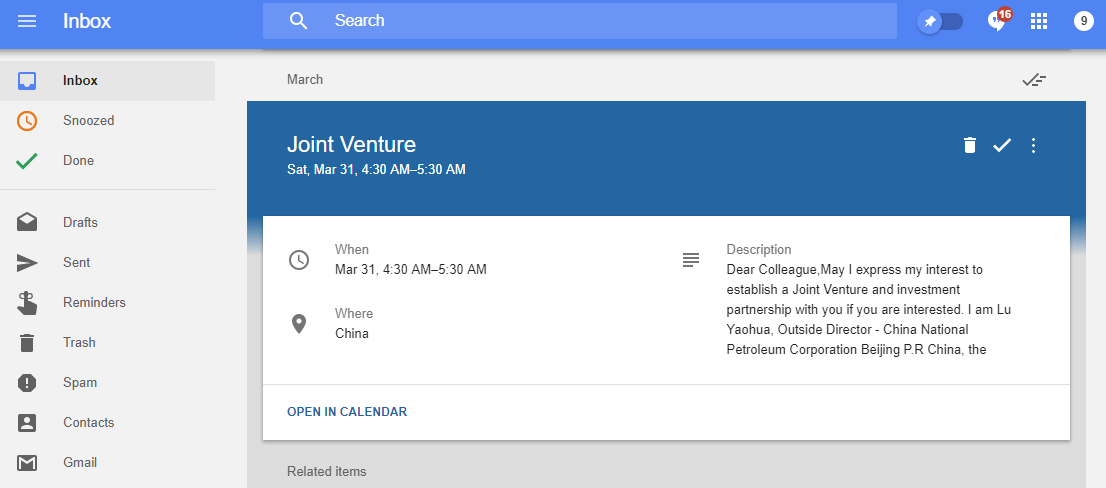 Inbox
Search
16
9
Inbox
Snoozed
Done
Drafts
Sent
Reminders
Trash
Spam
Contacts
Gmail
March
Joint Venture
Sat, Mar 31, 4:30 AM–5:30 AM
When
Mar 31, 4:30 AM–5:30 AM
Where
China
Description
Dear Colleague,May I express my interest to
establish a Joint Venture and investment
partnership with you if you are interested. I am Lu
Yaohua, Outside Director - China National
Petroleum Corporation Beijing P.R China, the
OPEN IN CALENDAR
Related items